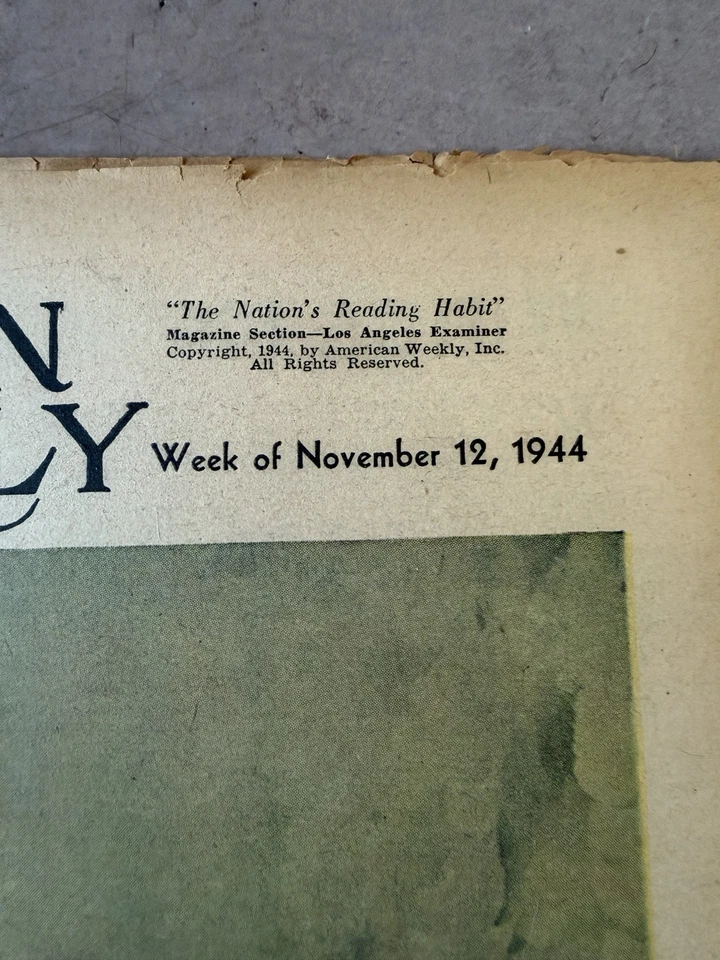 "The Nation's Reading Habit"
Magazine Section—Los Angeles Examiner
Copyright, 1944, by American Weekly, Inc.
All Rights Reserved.
N
LY
Week of November 12, 1944